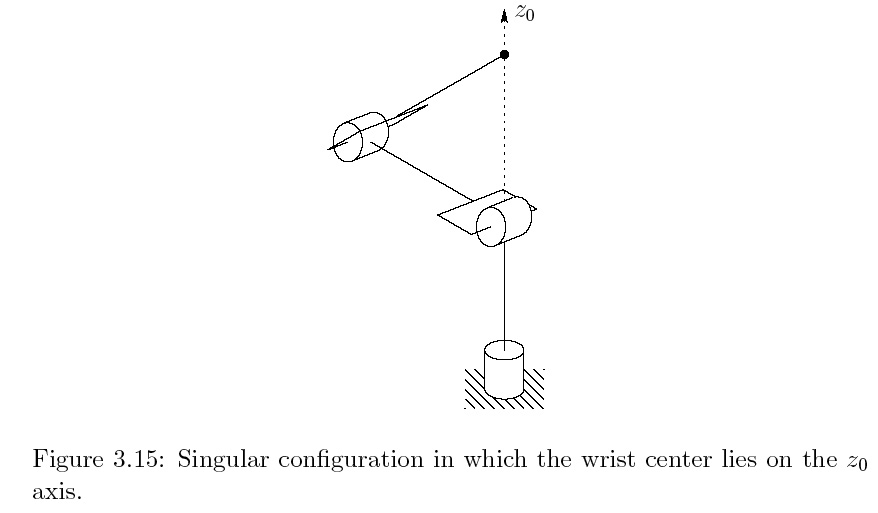 z0
Figure 3.15: Singular configuration in which the wrist center lies on the z0
axis.